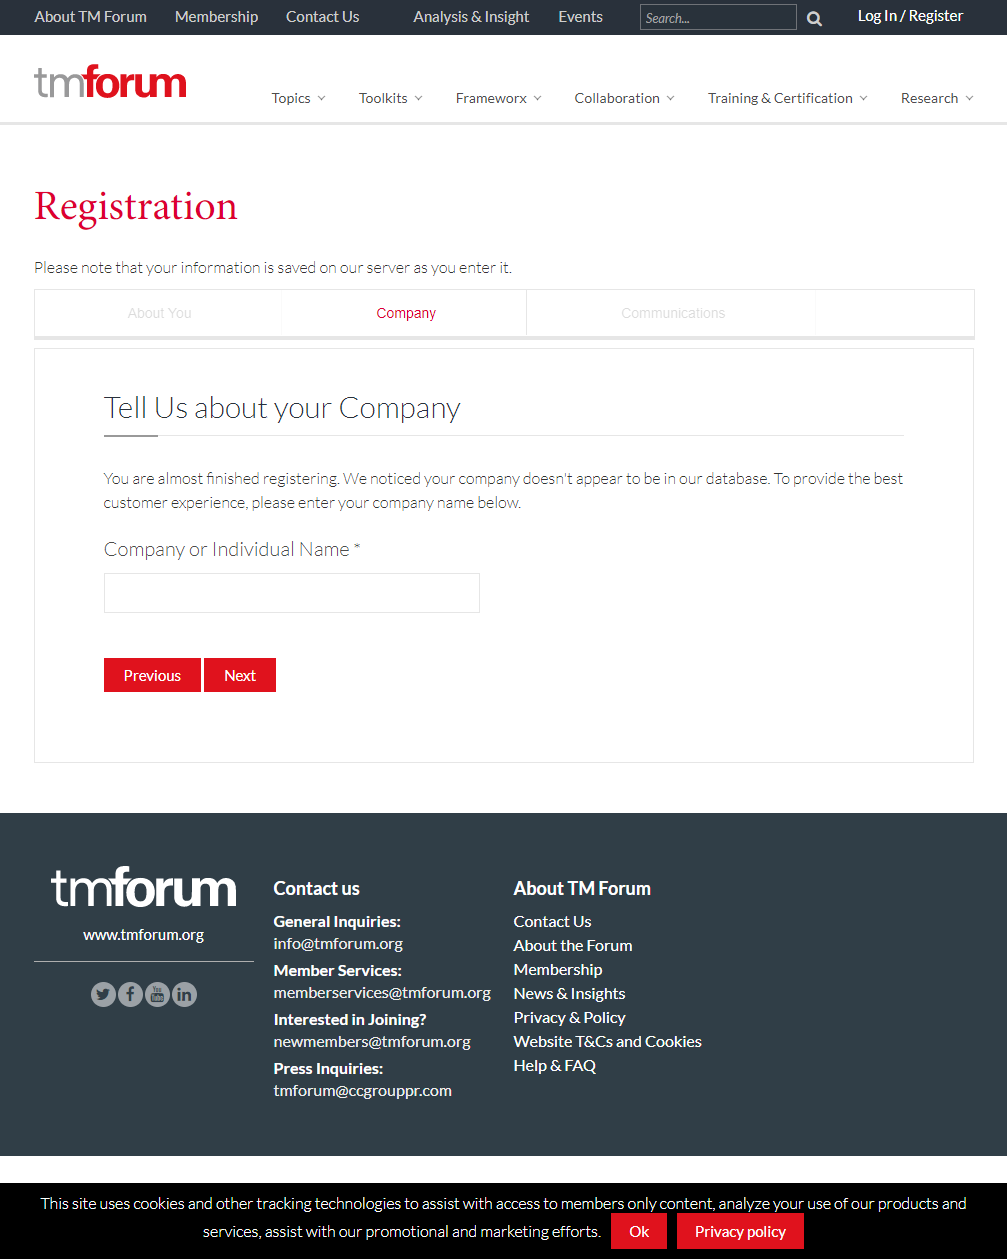 About TM Forum Membership Contact Us Analysis & Insight Events Search... Log In / Register
tmforum
Topics Toolkits Frameworx Collaboration Training & Certification Research
Registration
Please note that your information is saved on our server as you enter it.
About You Company Communications
Tell Us about your Company
You are almost finished registering. We noticed your company doesn't appear to be in our database. To provide the best
customer experience, please enter your company name below.
Company or Individual Name *
Previous Next
tmforum
www.tmforum.org
You Tube
Contact us
General Inquiries:
info@tmforum.org
Member Services:
memberservices@tmforum.org
Interested in Joining?
newmembers@tmforum.org
Press Inquiries:
tmforum@ccgrouppr.com
About TM Forum
Contact Us
About the Forum
Membership
News & Insights
Privacy & Policy
Website T&Cs and Cookies
Help & FAQ
This site uses cookies and other tracking technologies to assist with access to members only content, analyze your use of our products and
services, assist with our promotional and marketing efforts. Ok Privacy policy